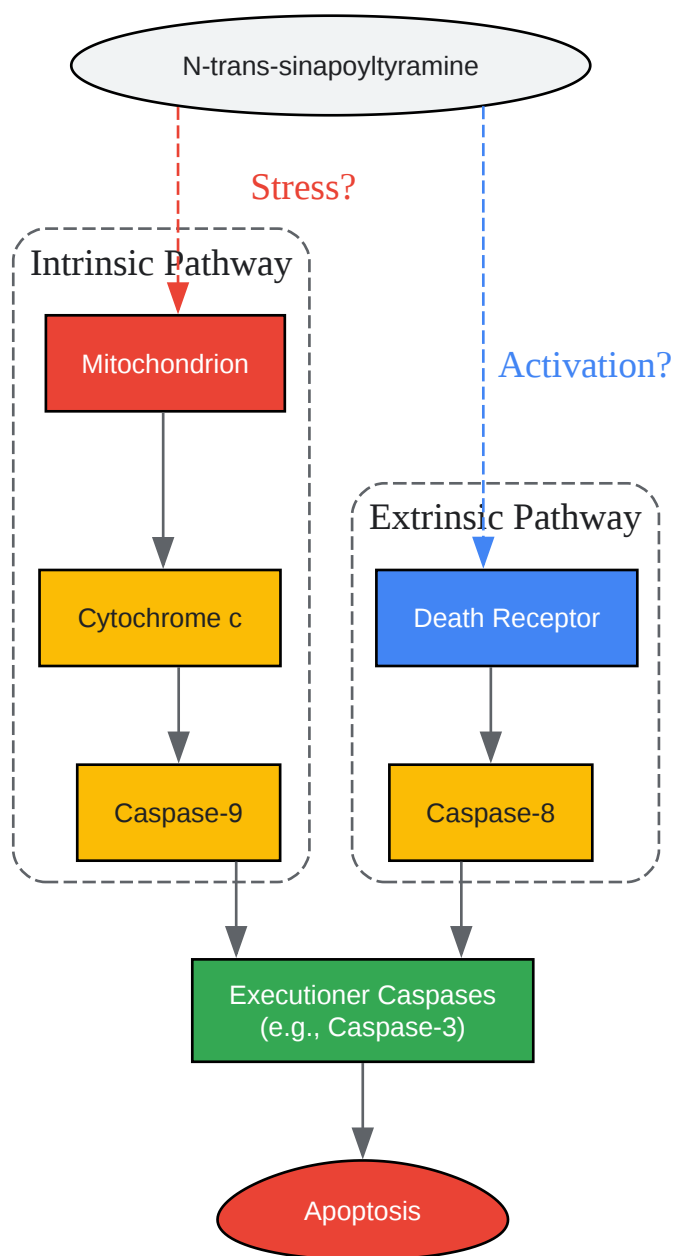 N-trans-sinapoyltyramine
Stress?
Intrinsic Pathway
Mitochondrion
Activation?
Extrinsic Pathway
Cytochrome c
Death Receptor
Caspase-9
Caspase-8
Executioner Caspases
(e.g., Caspase-3)
Apoptosis